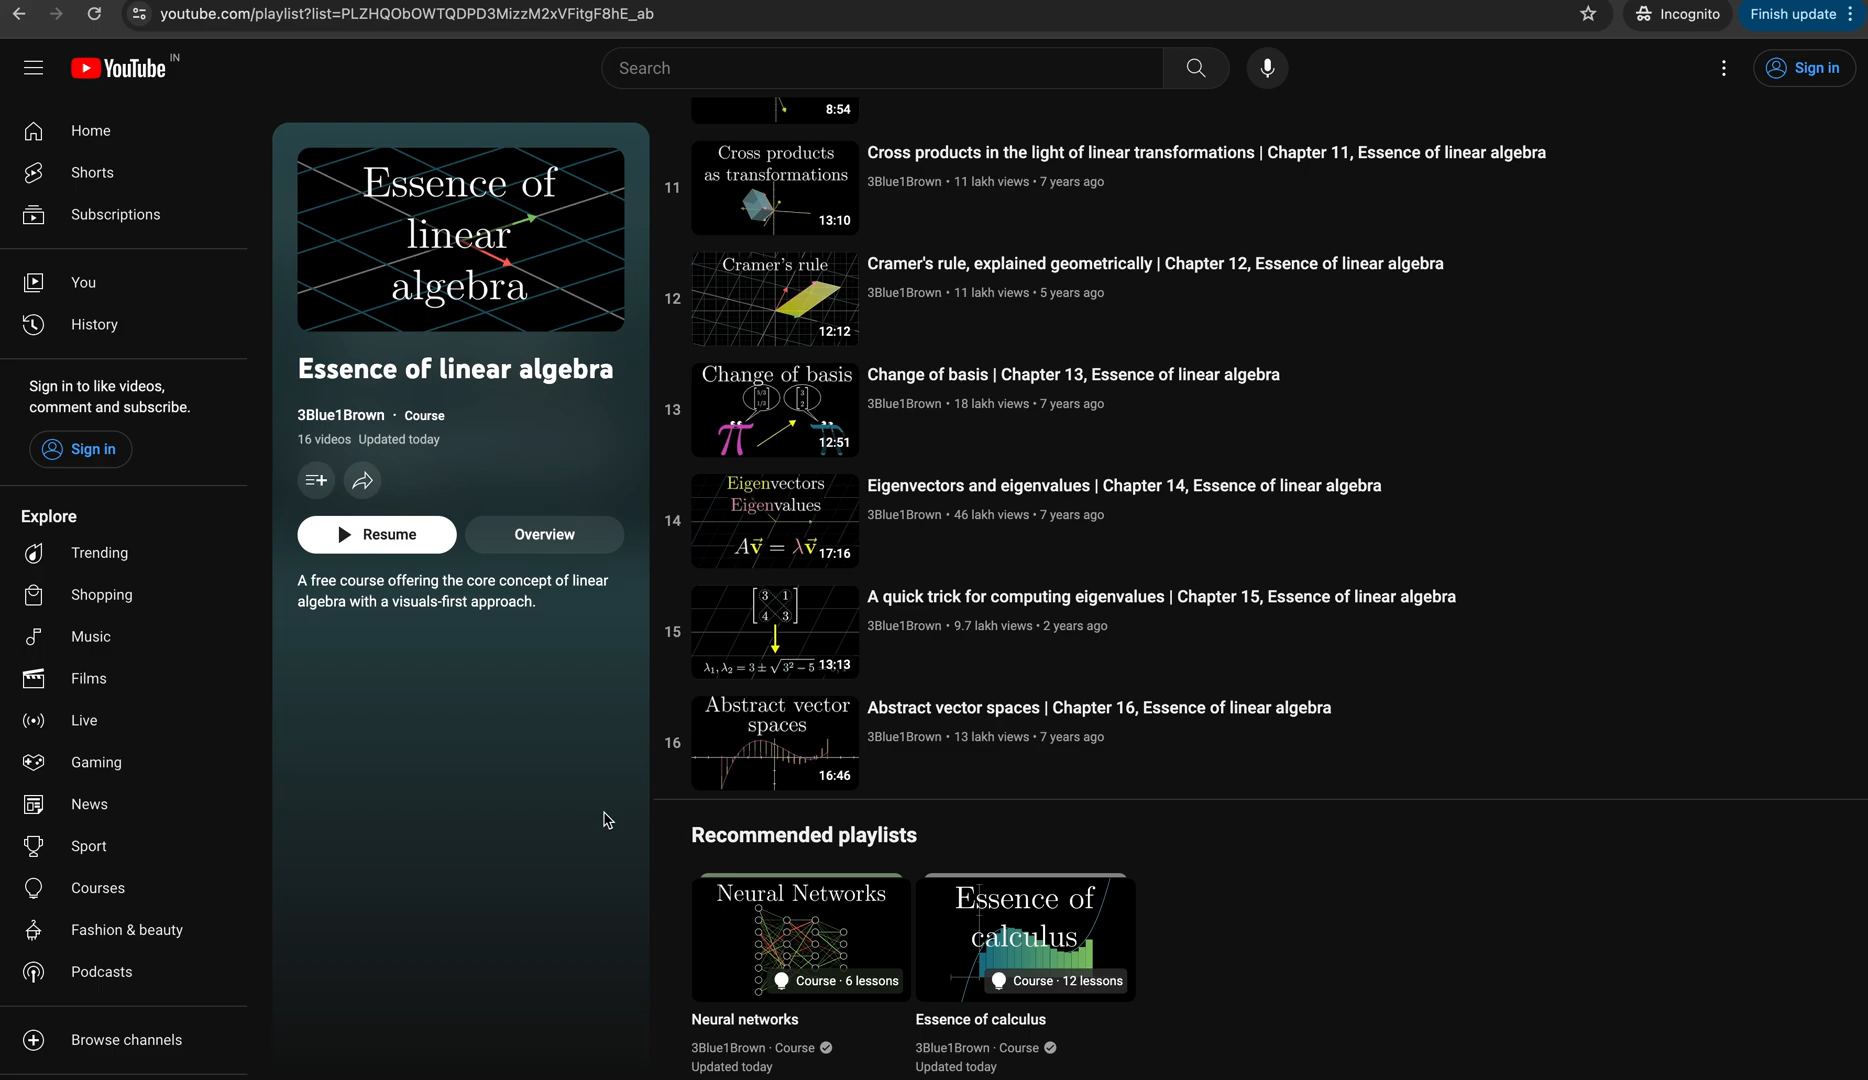 youtube.com/playlist?list=PLZHQObOWTQDPD3MizzM2xVFitgF8hE_ab
Incognito
Finish update
YouTube IN
Search
Sign in
Home
Shorts
Subscriptions
You
History
Sign in to like videos,
comment and subscribe.
Sign in
Explore
Trending
Shopping
Music
Films
Live
Gaming
News
Sport
Courses
Fashion & beauty
Podcasts
Browse channels
Essence of
linear
algebra
Essence of linear algebra
3Blue1Brown · Course
16 videos Updated today
Resume
Overview
A free course offering the core concept of linear
algebra with a visuals-first approach.
8:54
11
Cross products
as transformations
13:10
Cross products in the light of linear transformations | Chapter 11, Essence of linear algebra
3Blue1Brown • 11 lakh views • 7 years ago
12
Cramer's rule
12:12
Cramer's rule, explained geometrically | Chapter 12, Essence of linear algebra
3Blue1Brown • 11 lakh views • 5 years ago
13
Change of basis
12:51
Change of basis | Chapter 13, Essence of linear algebra
3Blue1Brown • 18 lakh views • 7 years ago
14
Eigenvectors
Eigenvalues
Av⃗ = λv⃗
17:16
Eigenvectors and eigenvalues | Chapter 14, Essence of linear algebra
3Blue1Brown • 46 lakh views • 7 years ago
15
3 1
4 3
λ₁, λ₂ = 3 ± √3² − 5
13:13
A quick trick for computing eigenvalues | Chapter 15, Essence of linear algebra
3Blue1Brown • 9.7 lakh views • 2 years ago
16
Abstract vector
spaces
16:46
Abstract vector spaces | Chapter 16, Essence of linear algebra
3Blue1Brown • 13 lakh views • 7 years ago
Recommended playlists
Neural Networks
Course · 6 lessons
Neural networks
3Blue1Brown · Course
Updated today
Essence of
calculus
Course · 12 lessons
Essence of calculus
3Blue1Brown · Course
Updated today